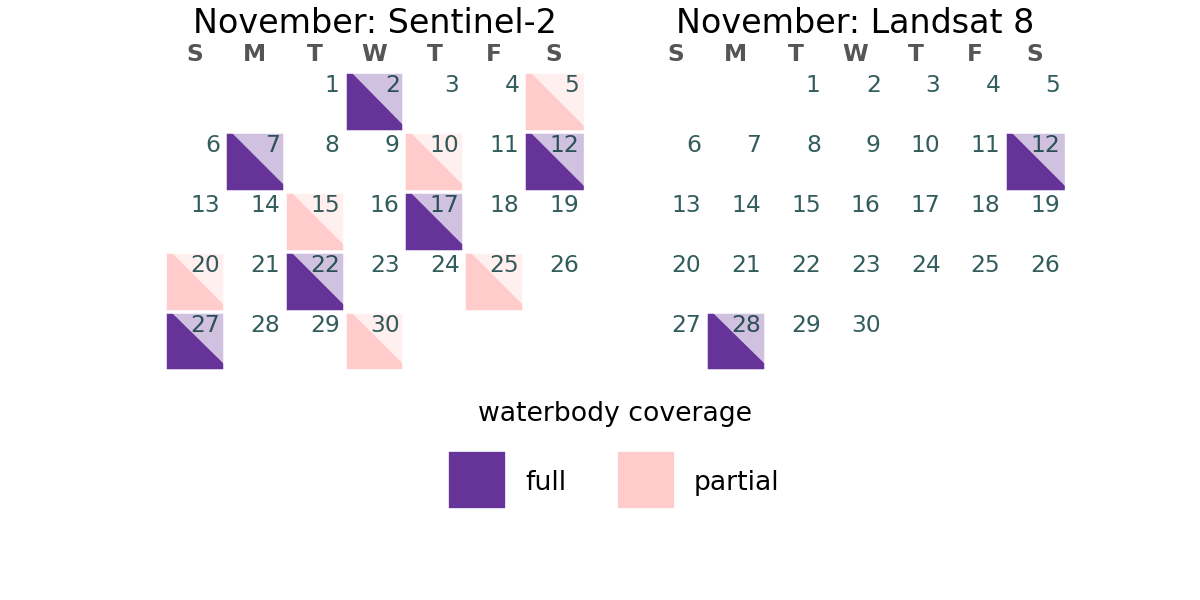 November: Sentinel-2
S M T W T F S
1 2 3 4 5
6 7 8 9 10 11 12
13 14 15 16 17 18 19
20 21 22 23 24 25 26
27 28 29 30
November: Landsat 8
S M T W T F S
1 2 3 4 5
6 7 8 9 10 11 12
13 14 15 16 17 18 19
20 21 22 23 24 25 26
27 28 29 30
waterbody coverage
full partial